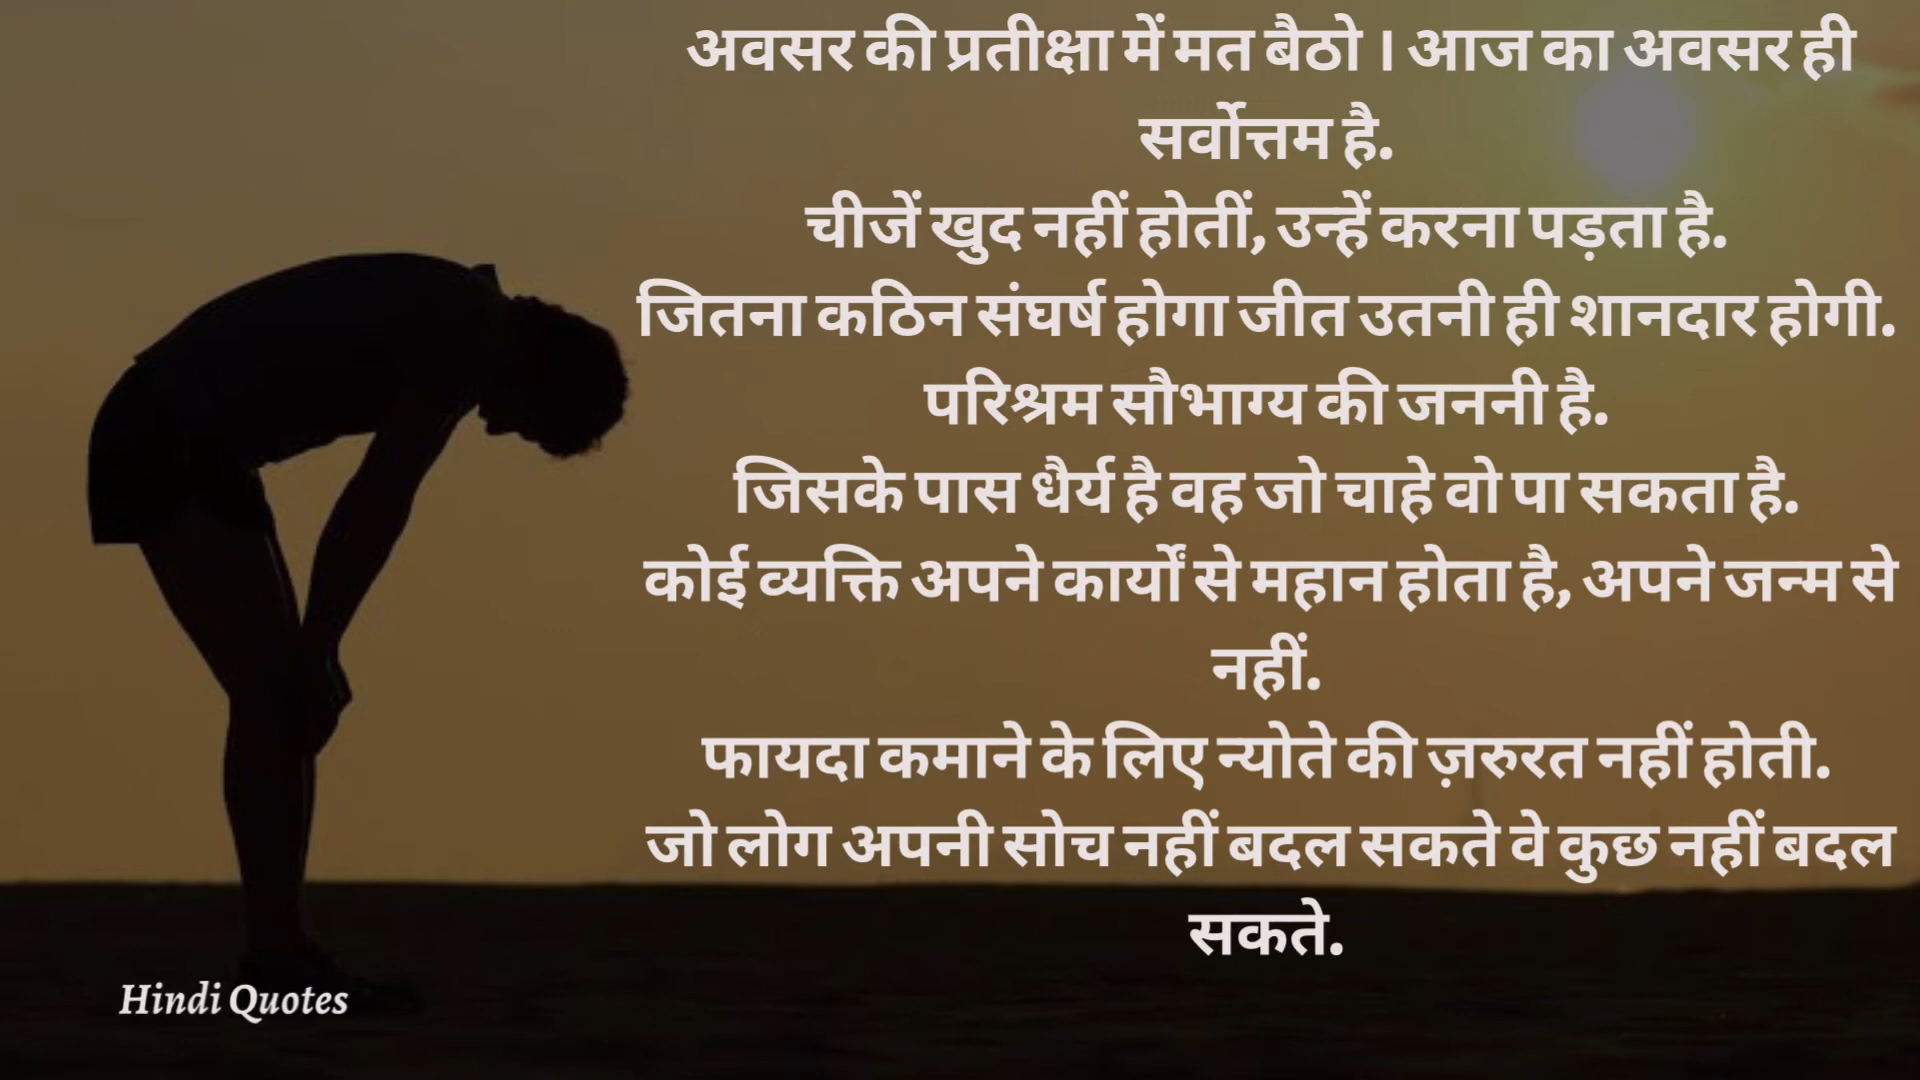 अवसर की प्रतीक्षा में मत बैठो । आज का अवसर ही
सर्वोत्तम है.
चीजें खुद नहीं होतीं, उन्हें करना पड़ता है.
जितना कठिन संघर्ष होगा जीत उतनी ही शानदार होगी.
परिश्रम सौभाग्य की जननी है.
जिसके पास धैर्य है वह जो चाहे वो पा सकता है.
कोई व्यक्ति अपने कार्यों से महान होता है, अपने जन्म से
नहीं.
फायदा कमाने के लिए न्योते की ज़रुरत नहीं होती.
जो लोग अपनी सोच नहीं बदल सकते वे कुछ नहीं बदल
सकते.
Hindi Quotes